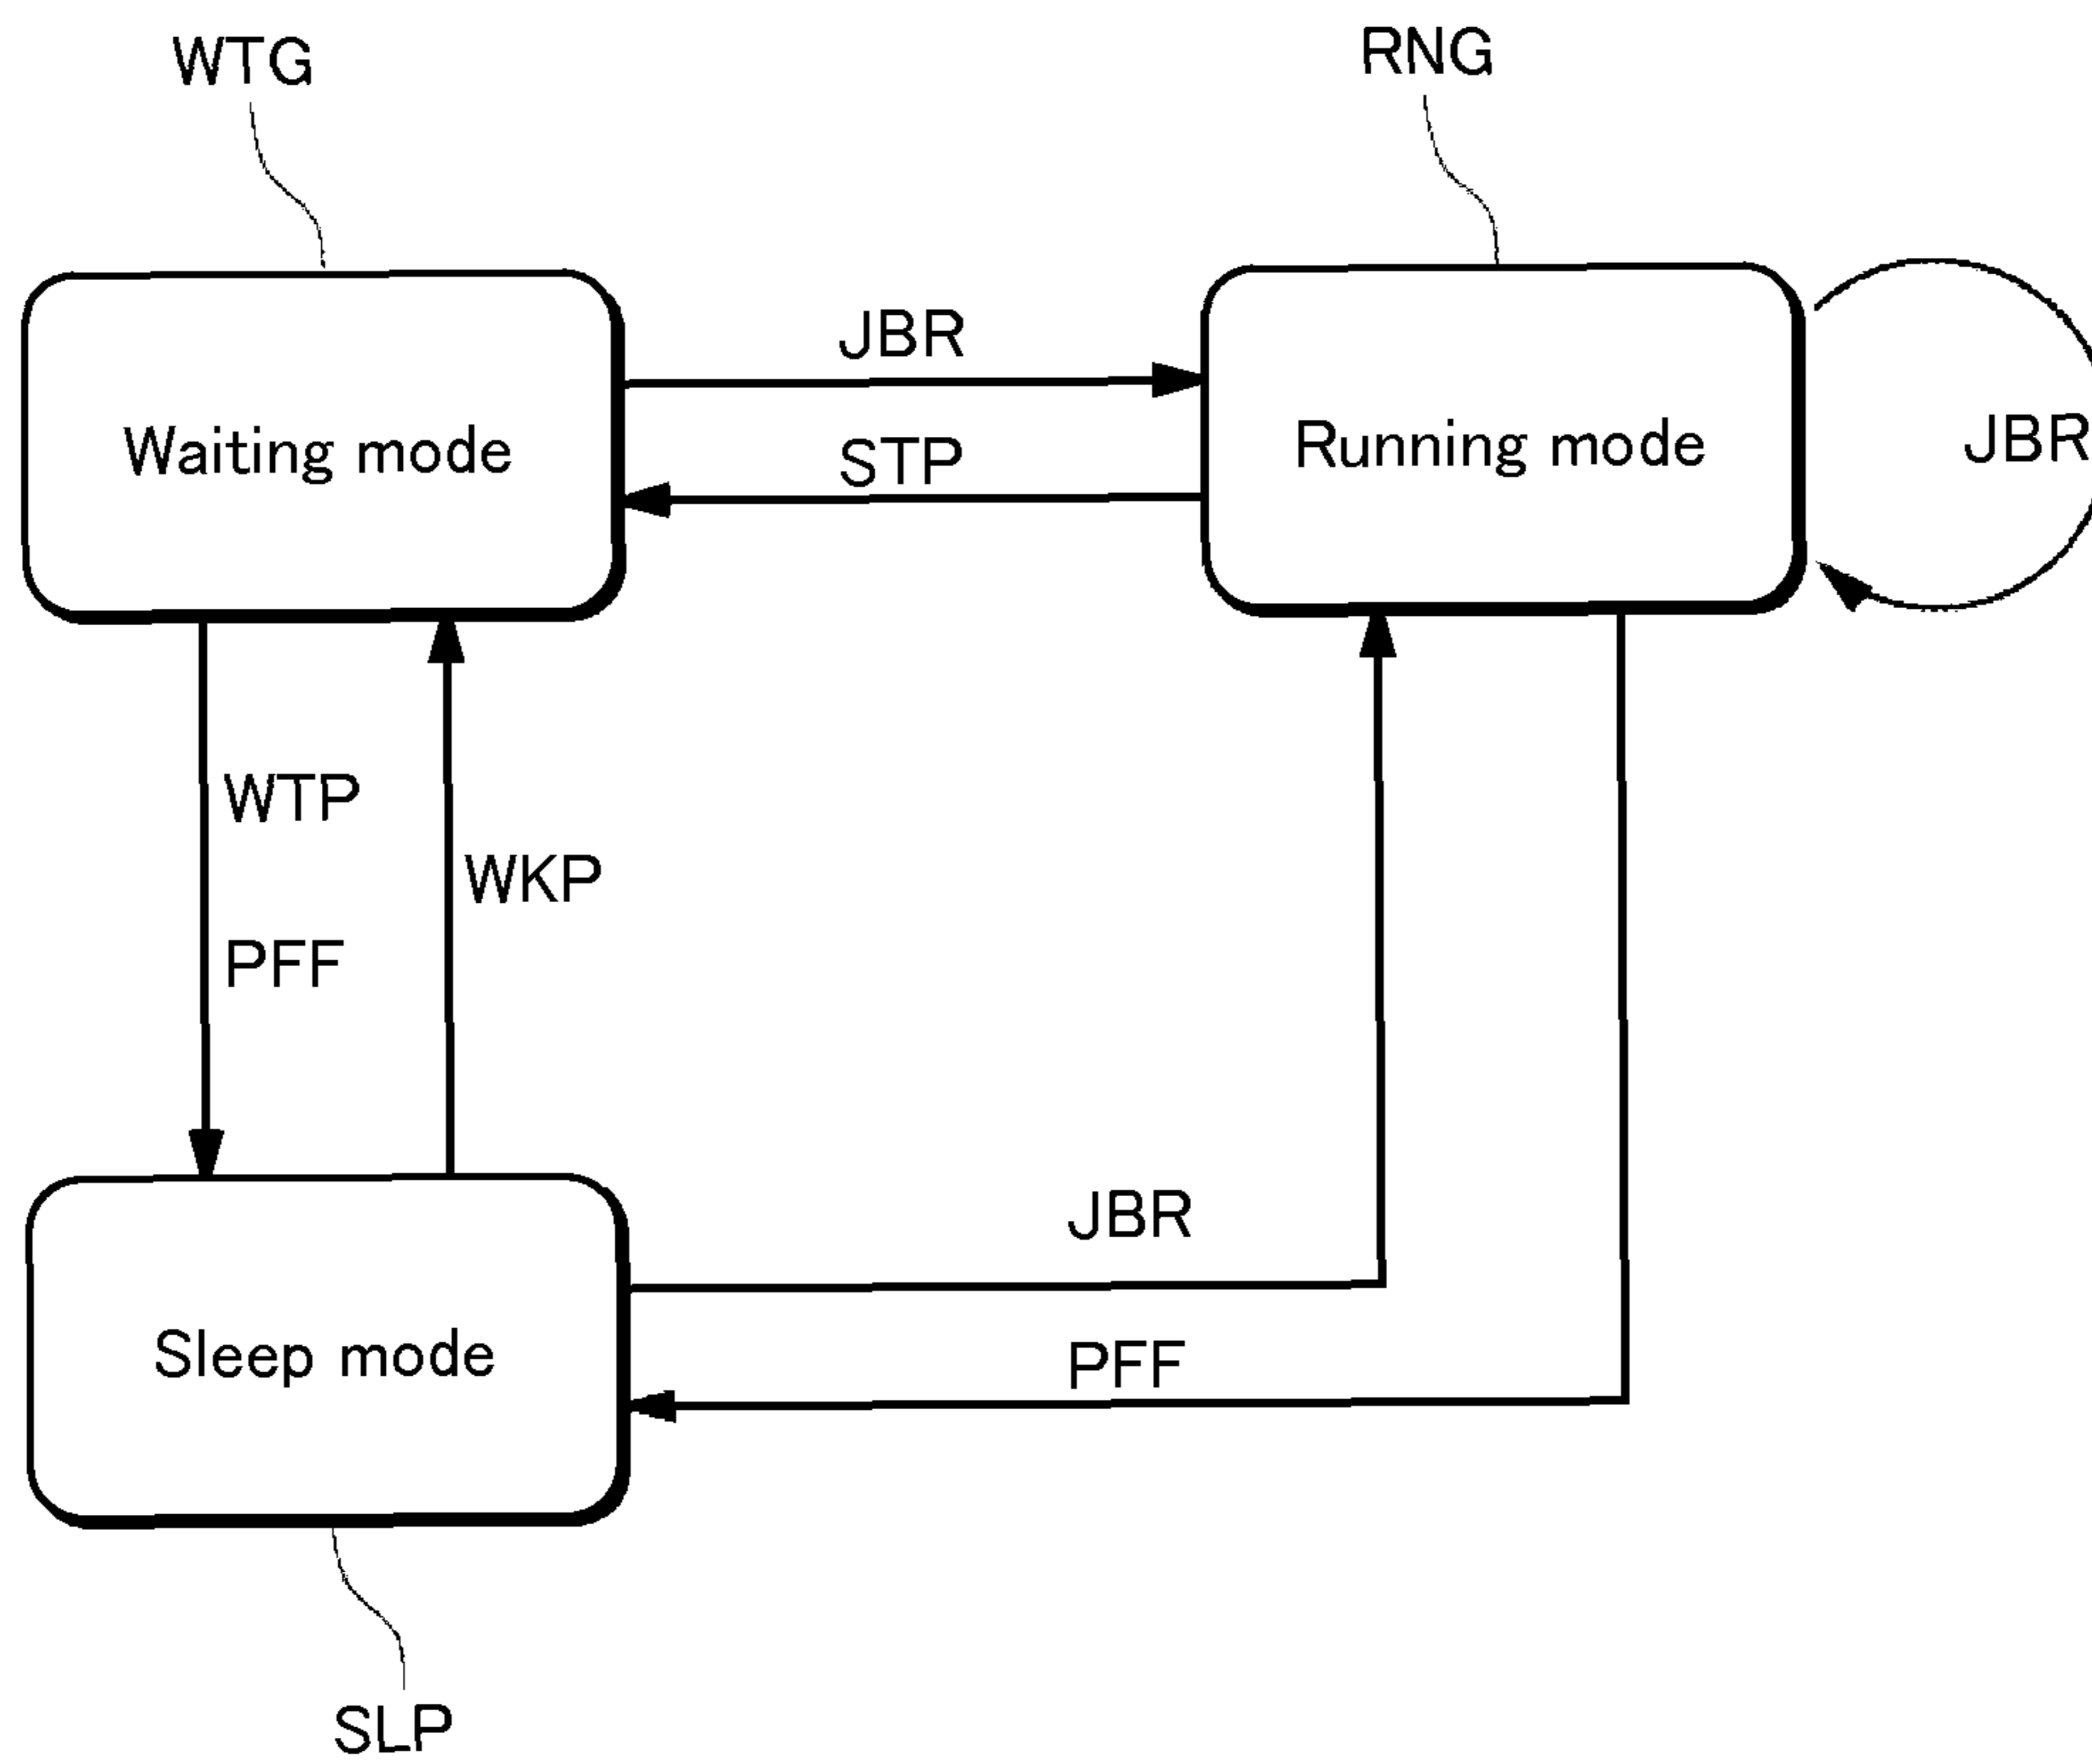 WTG
RNG
JBR
Waiting mode
STP
Running mode
JBR
WTP
WKP
PFF
JBR
Sleep mode
PFF
SLP